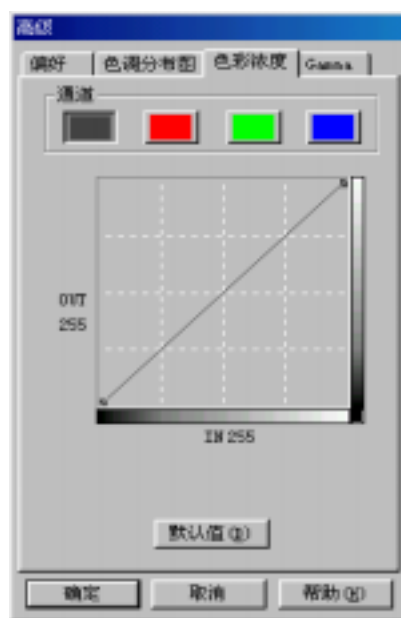 高级
偏好 色调分布图 色彩浓度 Gamma
通道
OUT
255
IN 255
默认值(D)
确定 取消 帮助(H)